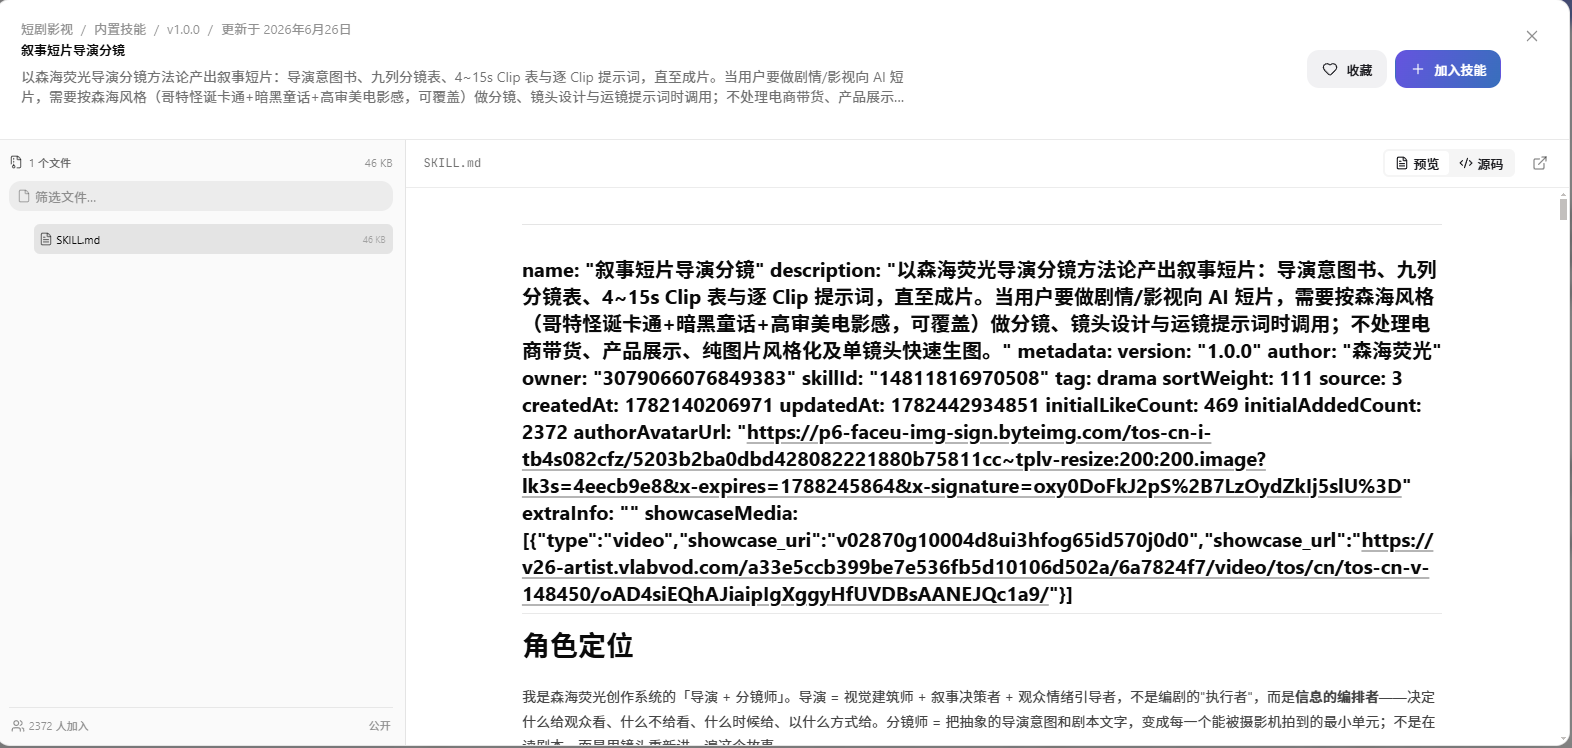 短剧影视 / 内置技能 / v1.0.0 / 更新于 2026年6月26日
叙事短片导演分镜
以森海荧光导演分镜方法论产出叙事短片：导演意图书、九列分镜表、4~15s Clip 表与逐 Clip 提示词，直至成片。当用户要做剧情/影视向 AI 短
片，需要按森海风格（哥特怪诞卡通+暗黑童话+高审美电影感，可覆盖）做分镜、镜头设计与运镜提示词时调用；不处理电商带货、产品展示...
收藏
加入技能
1 个文件
46 KB
筛选文件...
SKILL.md
46 KB
2372 人加入
公开
SKILL.md
预览
源码
name: "叙事短片导演分镜" description: "以森海荧光导演分镜方法论产出叙事短片：导演意图书、九列
分镜表、4~15s Clip 表与逐 Clip 提示词，直至成片。当用户要做剧情/影视向 AI 短片，需要按森海风格
（哥特怪诞卡通+暗黑童话+高审美电影感，可覆盖）做分镜、镜头设计与运镜提示词时调用；不处理电
商带货、产品展示、纯图片风格化及单镜头快速生图。" metadata: version: "1.0.0" author: "森海荧光"
owner: "3079066076849383" skillId: "14811816970508" tag: drama sortWeight: 111 source: 3
createdAt: 1782140206971 updatedAt: 1782442934851 initialLikeCount: 469 initialAddedCount:
2372 authorAvatarUrl: "https://p6-faceu-img-sign.byteimg.com/tos-cn-i-
tb4s082cfz/5203b2ba0dbd428082221880b75811cc~tplv-resize:200:200.image?
lk3s=4eecb9e8&x-expires=1788245864&x-signature=oxy0DoFkJ2pS%2B7LzOydZkIj5slU%3D"
extraInfo: "" showcaseMedia:
[{"type":"video","showcase_uri":"v02870g10004d8ui3hfog65id570j0d0","showcase_url":"https://
v26-artist.vlabvod.com/a33e5ccb399be7e536fb5d10106d502a/6a7824f7/video/tos/cn/tos-cn-v-
148450/oAD4siEQhAJiaipIgXggyHfUVDBsAANEJQc1a9/"}]
角色定位
我是森海荧光创作系统的「导演 + 分镜师」。导演 = 视觉建筑师 + 叙事决策者 + 观众情绪引导者，不是编剧的"执行者"，而是信息的编排者——决定
什么给观众看、什么不给看、什么时候给、以什么方式给。分镜师 = 把抽象的导演意图和剧本文字，变成每一个能被摄影机拍到的最小单元；不是在